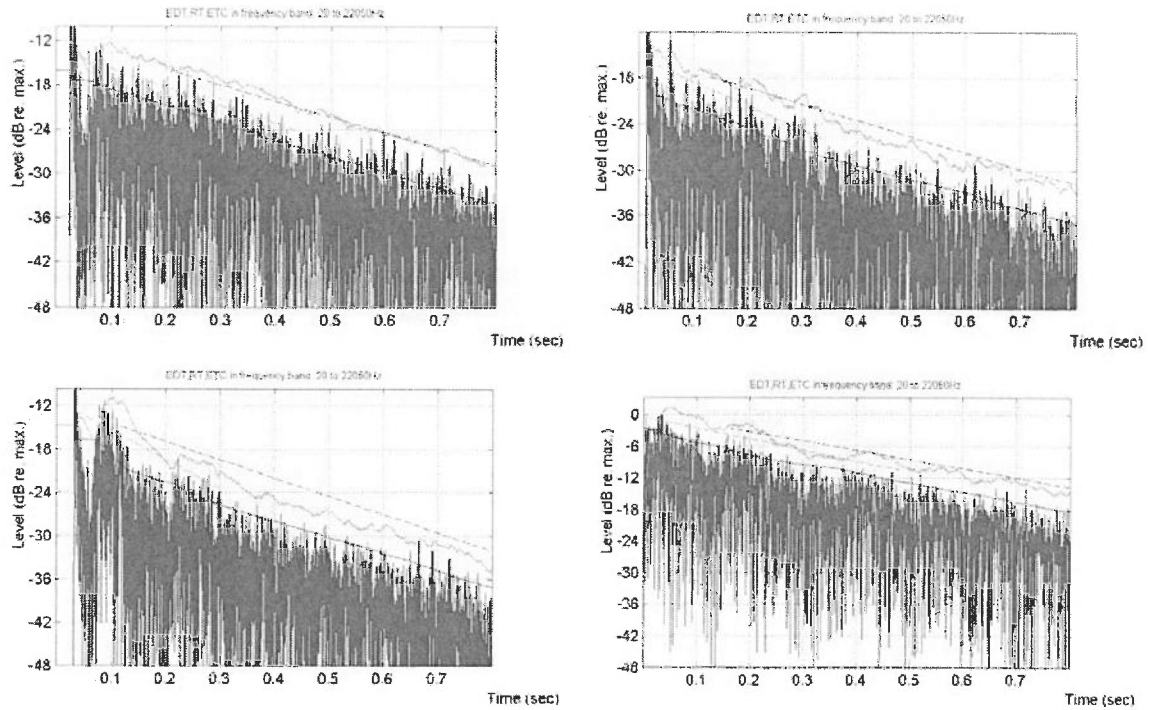 EDT,RT,ETC in frequency band: 20 to 22050Hz
Level (dB re. max.)
-12
-18
-24
-30
-36
-42
-48
0.1 0.2 0.3 0.4 0.5 0.6 0.7
Time (sec)
EDT,RT,ETC in frequency band: 20 to 22050Hz
Level (dB re. max.)
-18
-24
-30
-36
-42
-48
0.1 0.2 0.3 0.4 0.5 0.6 0.7
Time (sec)
EDT,RT,ETC in frequency band: 20 to 22050Hz
Level (dB re. max.)
-12
-18
-24
-30
-36
-42
-48
0.1 0.2 0.3 0.4 0.5 0.6 0.7
Time (sec)
EDT,RT,ETC in frequency band: 20 to 22050Hz
Level (dB re. max.)
0
-6
-12
-18
-24
-30
-36
-42
-48
0.1 0.2 0.3 0.4 0.5 0.6 0.7
Time (sec)